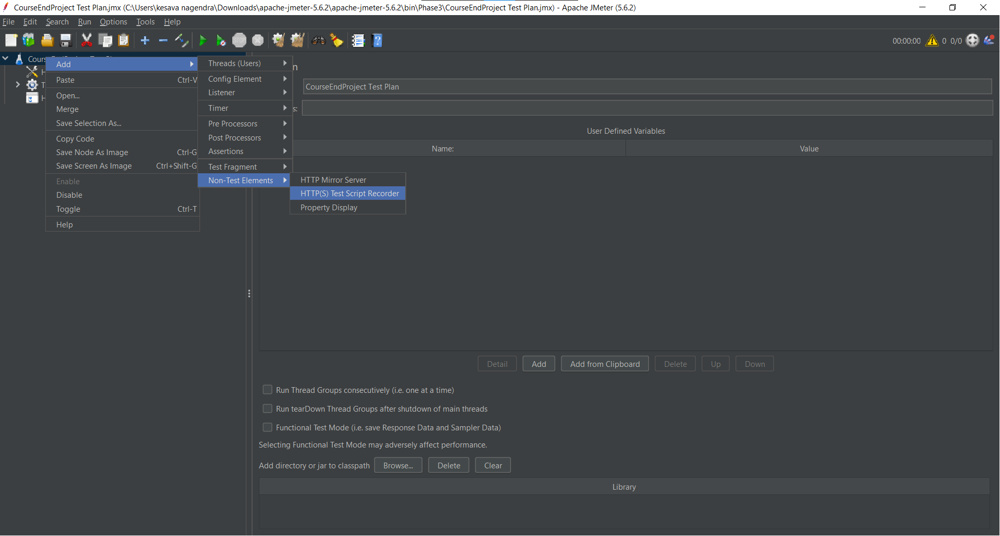 CourseEndProject Test Plan.jmx (C:\Users\kesava nagendra\Downloads\apache-jmeter-5.6.2\apache-jmeter-5.6.2\bin\Phase3\CourseEndProject Test Plan.jmx) - Apache JMeter (5.6.2)
File Edit Search Run Options Tools Help
STOP
00:00:00 0 0/0
Add
Paste Ctrl-V
Open...
Merge
Save Selection As...
Copy Code
Save Node As Image Ctrl-G
Save Screen As Image Ctrl+Shift-G
Enable
Disable
Toggle Ctrl-T
Help
Threads (Users)
Config Element
Listener
Timer
Pre Processors
Post Processors
Assertions
Test Fragment
Non-Test Elements
HTTP Mirror Server
HTTP(S) Test Script Recorder
Property Display
CourseEndProject Test Plan
s:
User Defined Variables
Name: Value
Detail Add Add from Clipboard Delete Up Down
Run Thread Groups consecutively (i.e. one at a time)
Run tearDown Thread Groups after shutdown of main threads
Functional Test Mode (i.e. save Response Data and Sampler Data)
Selecting Functional Test Mode may adversely affect performance.
Add directory or jar to classpath Browse... Delete Clear
Library